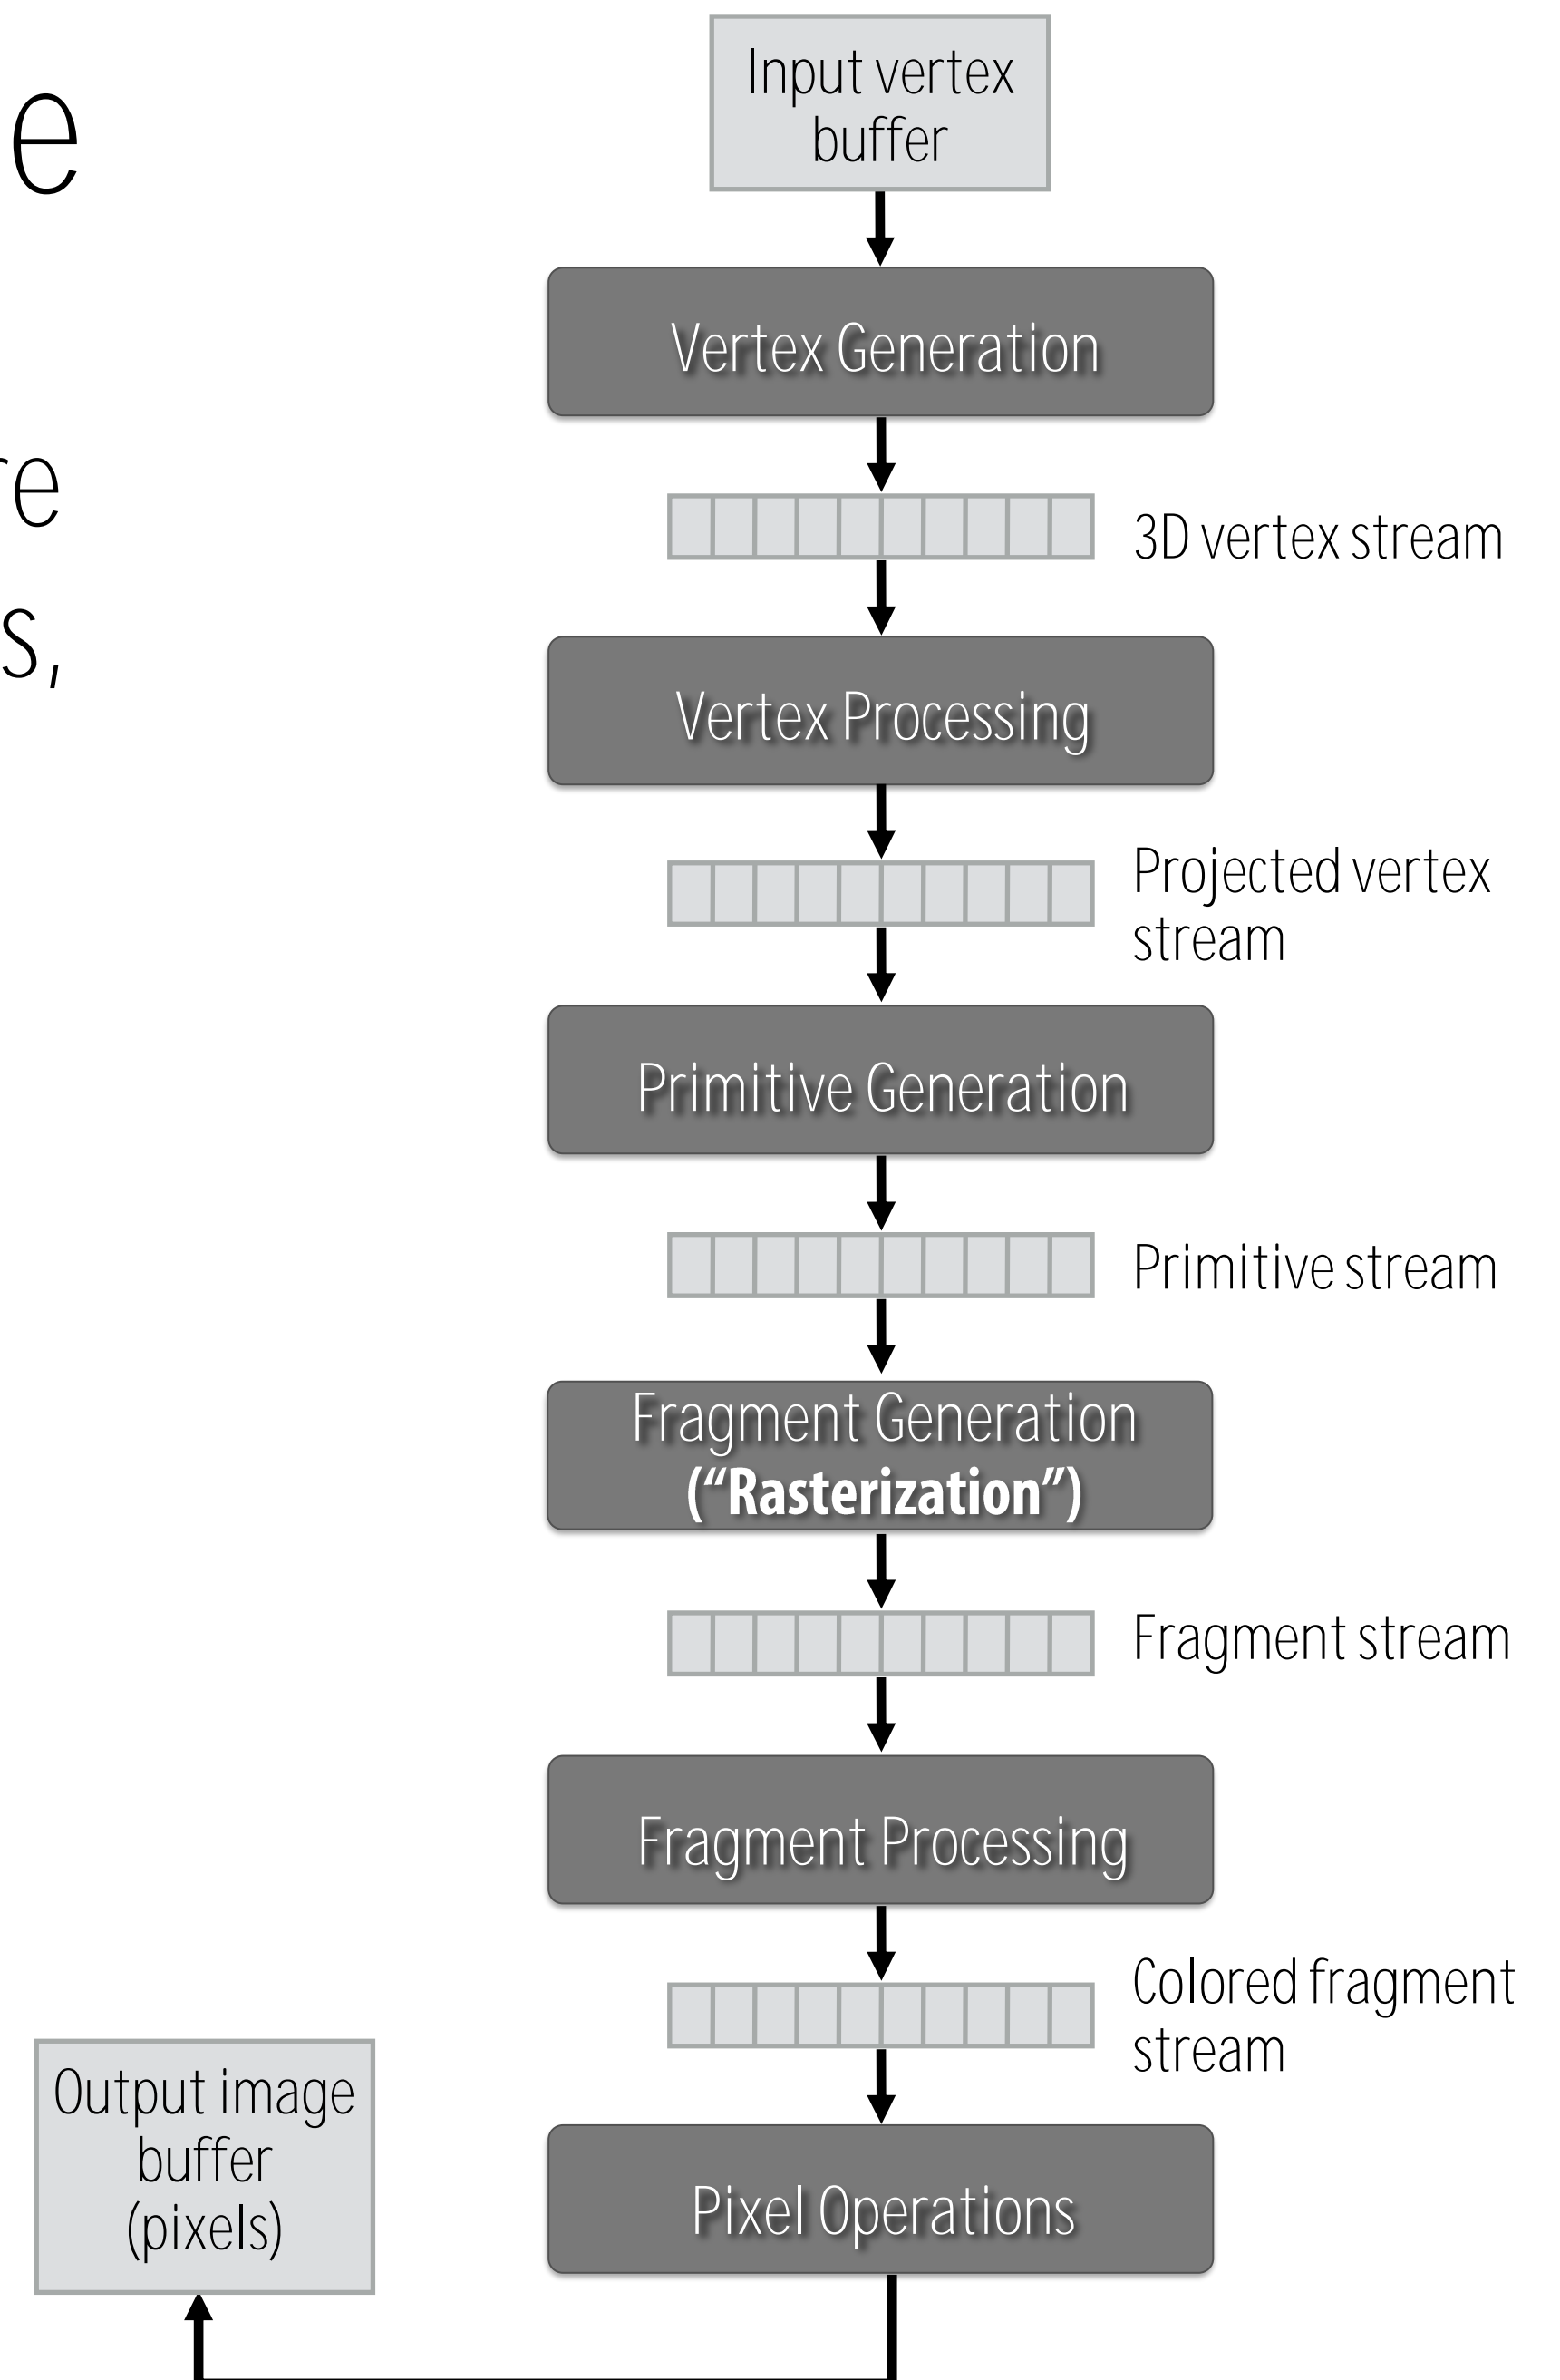 e
re
s,
Input vertex
buffer
Vertex Generation
3D vertex stream
Vertex Processing
Projected vertex
stream
Primitive Generation
Primitive stream
Fragment Generation
(“Rasterization”)
Fragment stream
Fragment Processing
Colored fragment
stream
Pixel Operations
Output image
buffer
(pixels)